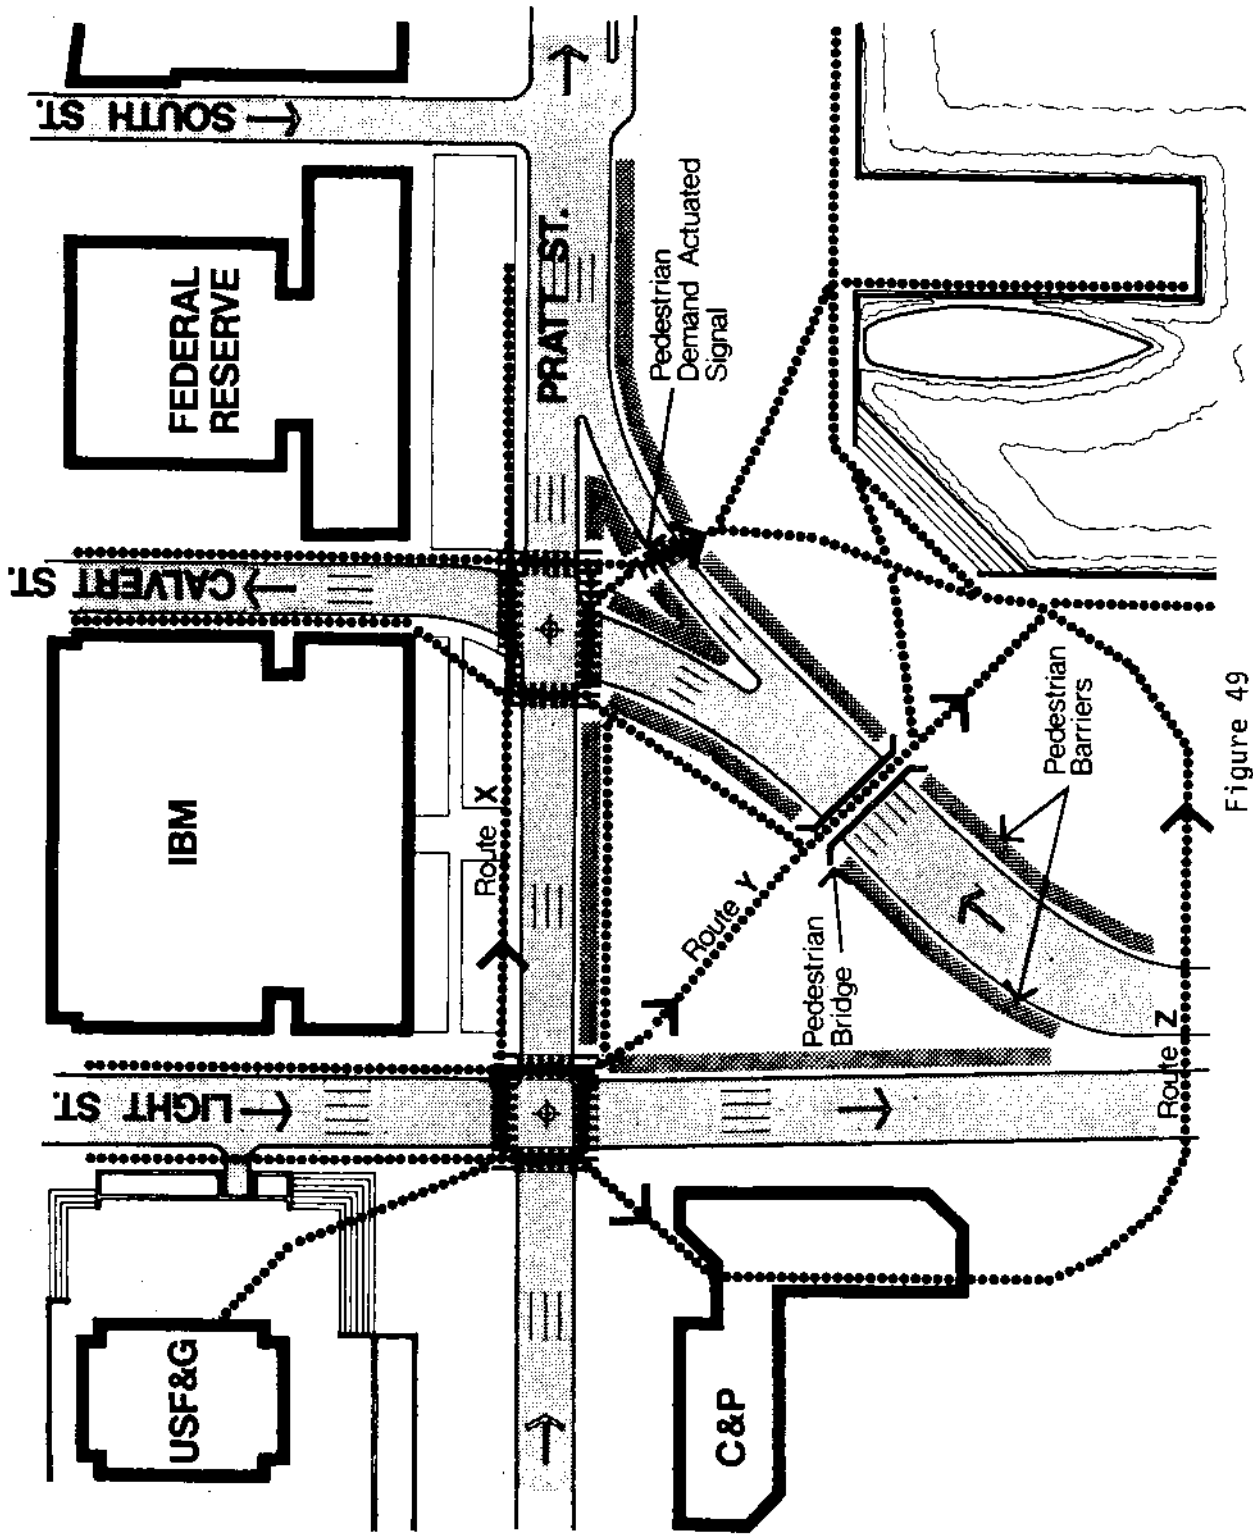 SOUTH ST.
FEDERAL
RESERVE
PRATT ST.
Pedestrian
Demand Actuated
Signal
CALVERT ST.
IBM
Route X
Route Y
Pedestrian
Bridge
Pedestrian
Barriers
LIGHT ST.
Route Z
USF&G
C&P
Figure 49